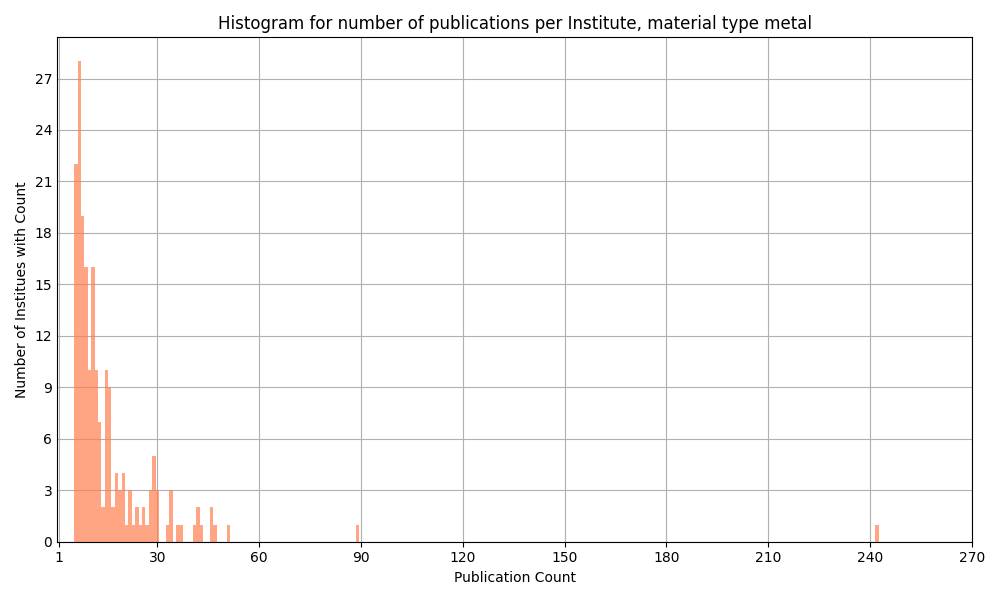 Histogram for number of publications per Institute, material type metal
Number of Institues with Count
27
24
21
18
15
12
9
6
3
0
1 30 60 90 120 150 180 210 240 270
Publication Count